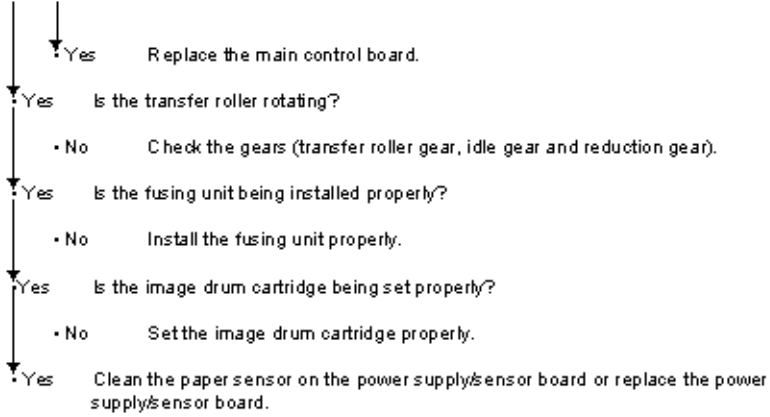 • Yes Replace the main control board.
• Yes Is the transfer roller rotating?
• No Check the gears (transfer roller gear, idle gear and reduction gear).
• Yes Is the fusing unit being installed properly?
• No Install the fusing unit properly.
• Yes Is the image drum cartridge being set properly?
• No Set the image drum cartridge properly.
• Yes Clean the paper sensor on the power supply/sensor board or replace the power
supply/sensor board.